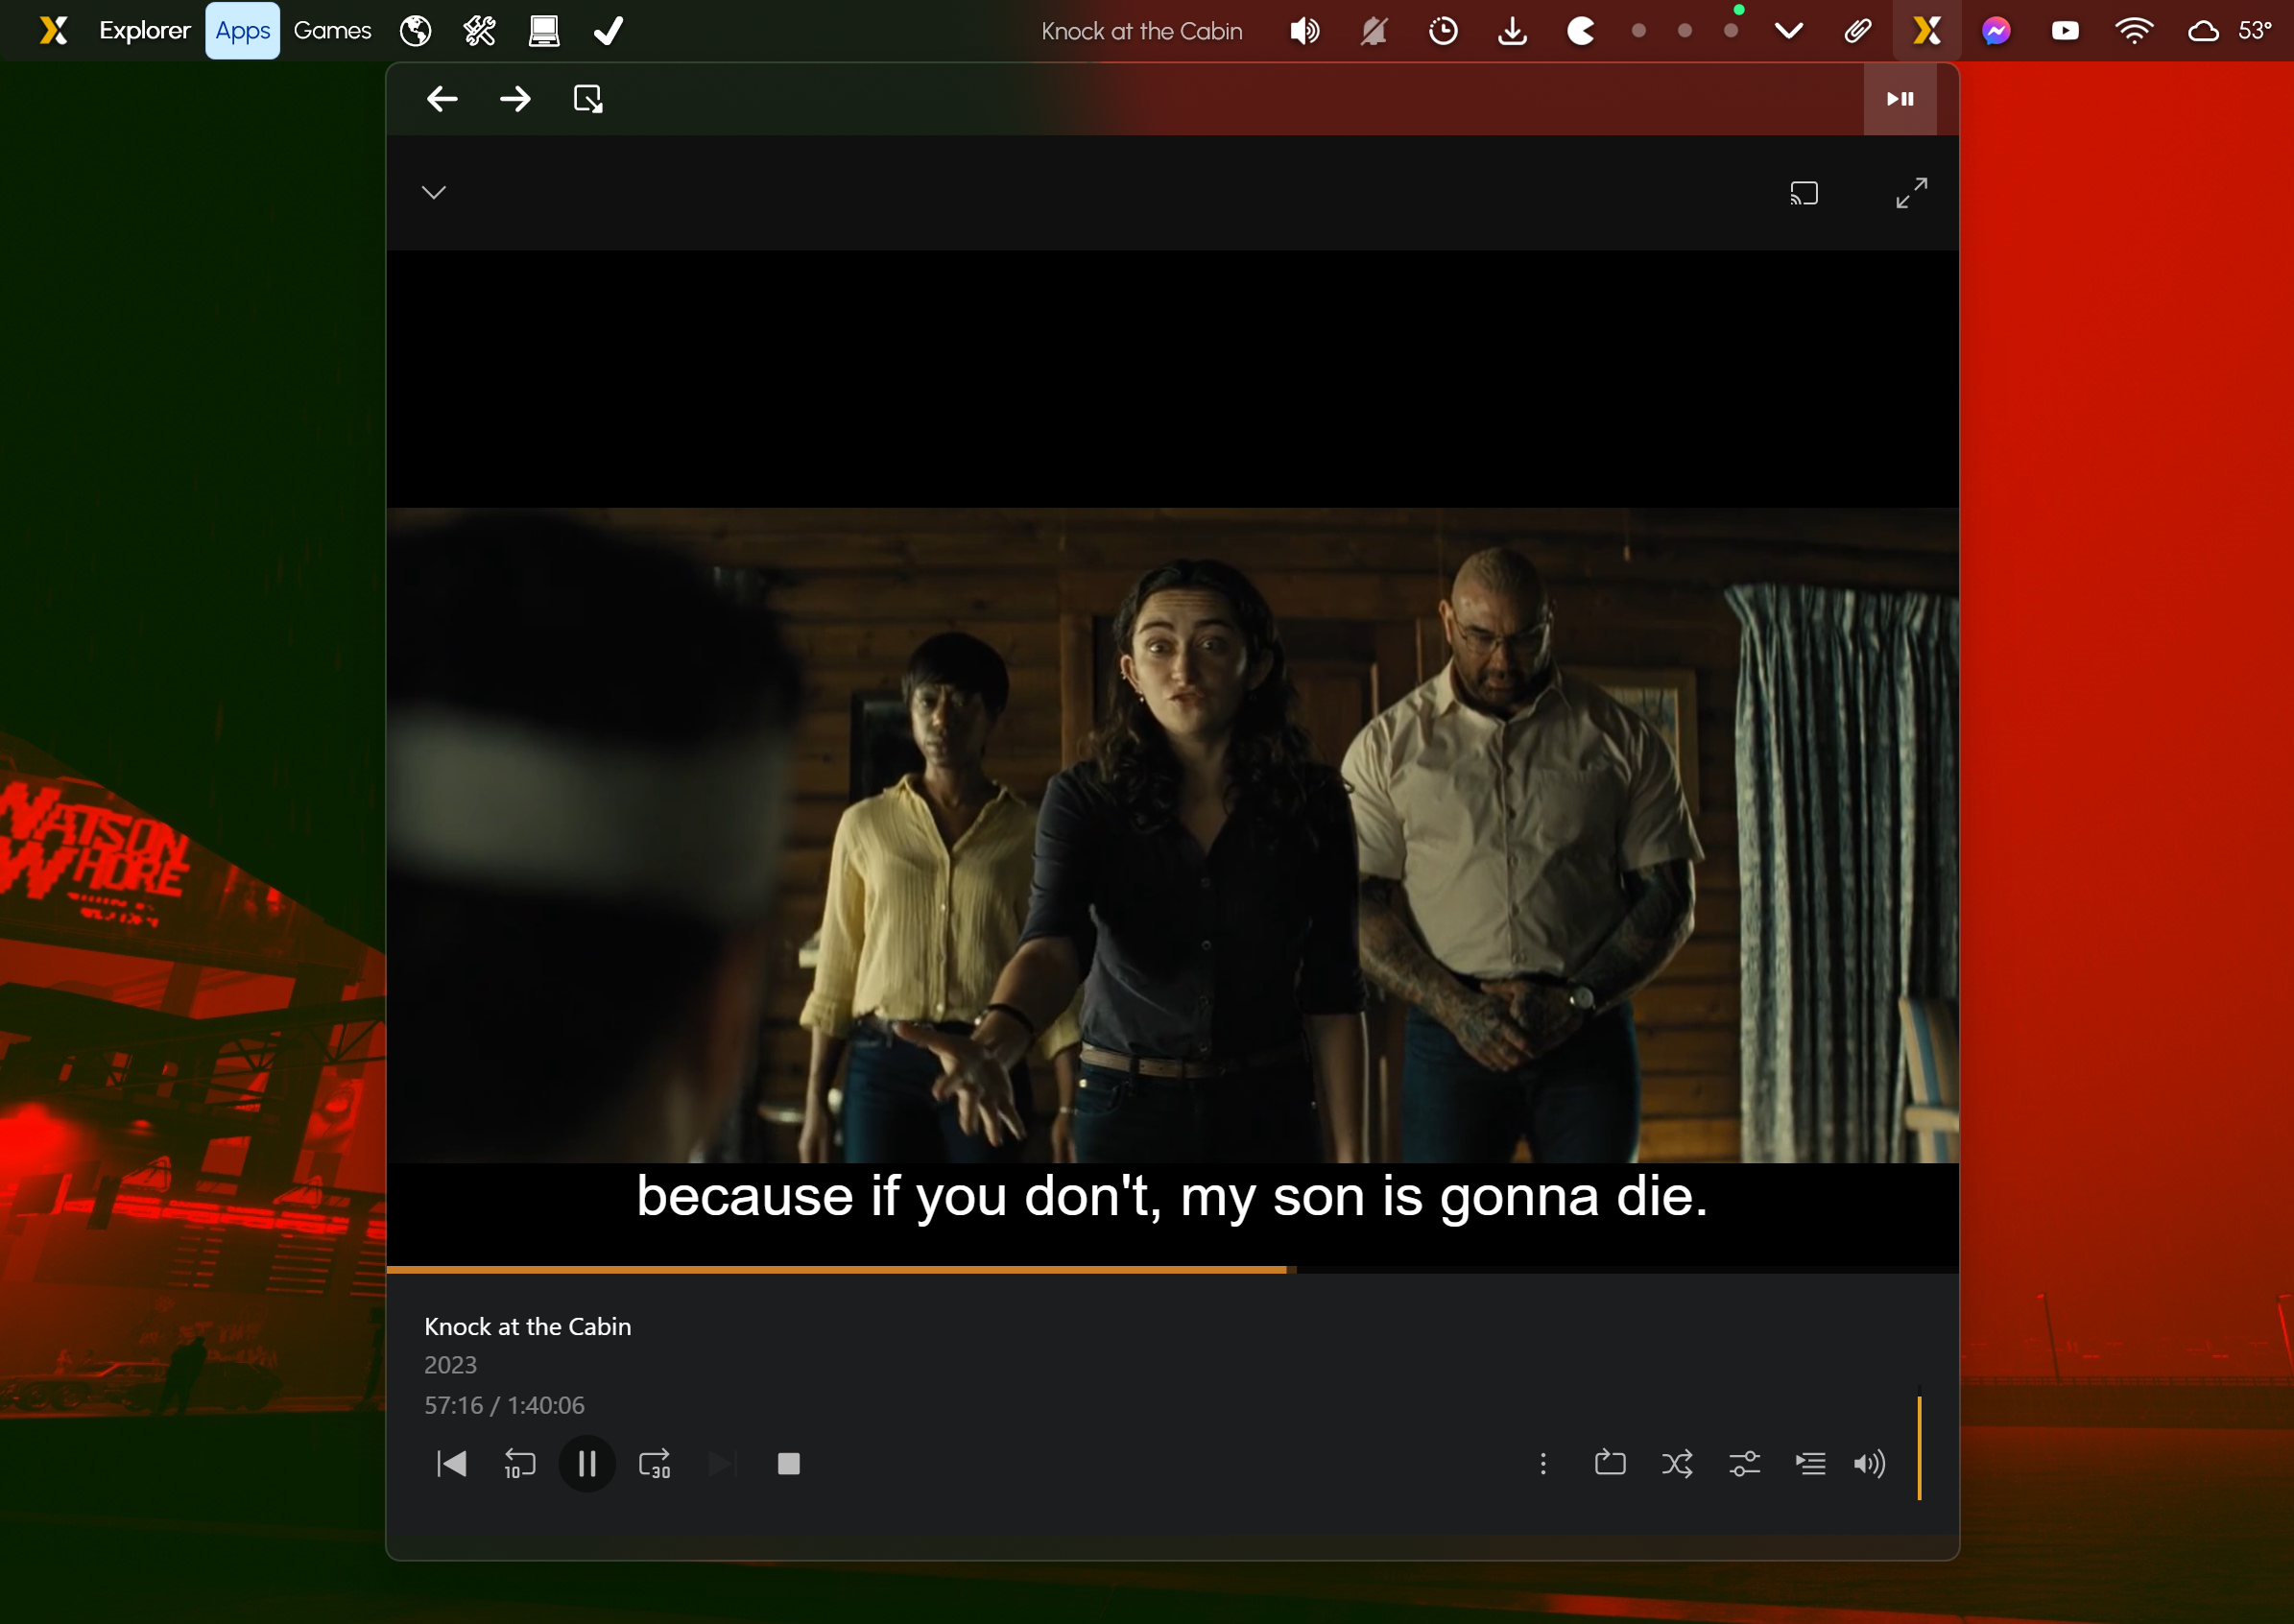 Explorer Apps Games
Knock at the Cabin
53°
WATSON
WHORE
because if you don't, my son is gonna die.
Knock at the Cabin
2023
57:16 / 1:40:06
10
30